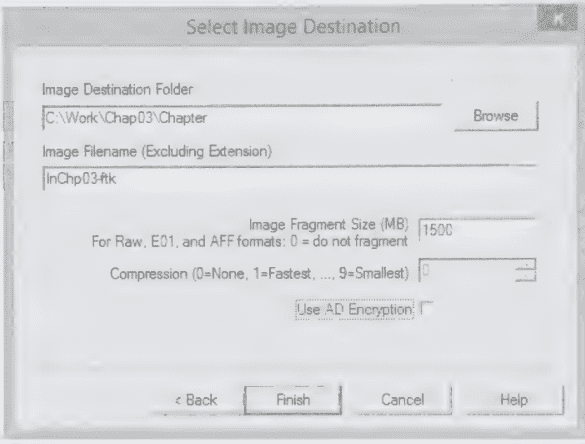 Select Image Destination
Image Destination Folder
C:\Work\Chap03\Chapter
Browse
Image Filename (Excluding Extension)
InChp03-ftk
Image Fragment Size (MB)
1500
For Raw, E01, and AFF formats: 0 = do not fragment
Compression (0=None, 1=Fastest, ..., 9=Smallest)
0
Use AD Encryption
< Back
Finish
Cancel
Help